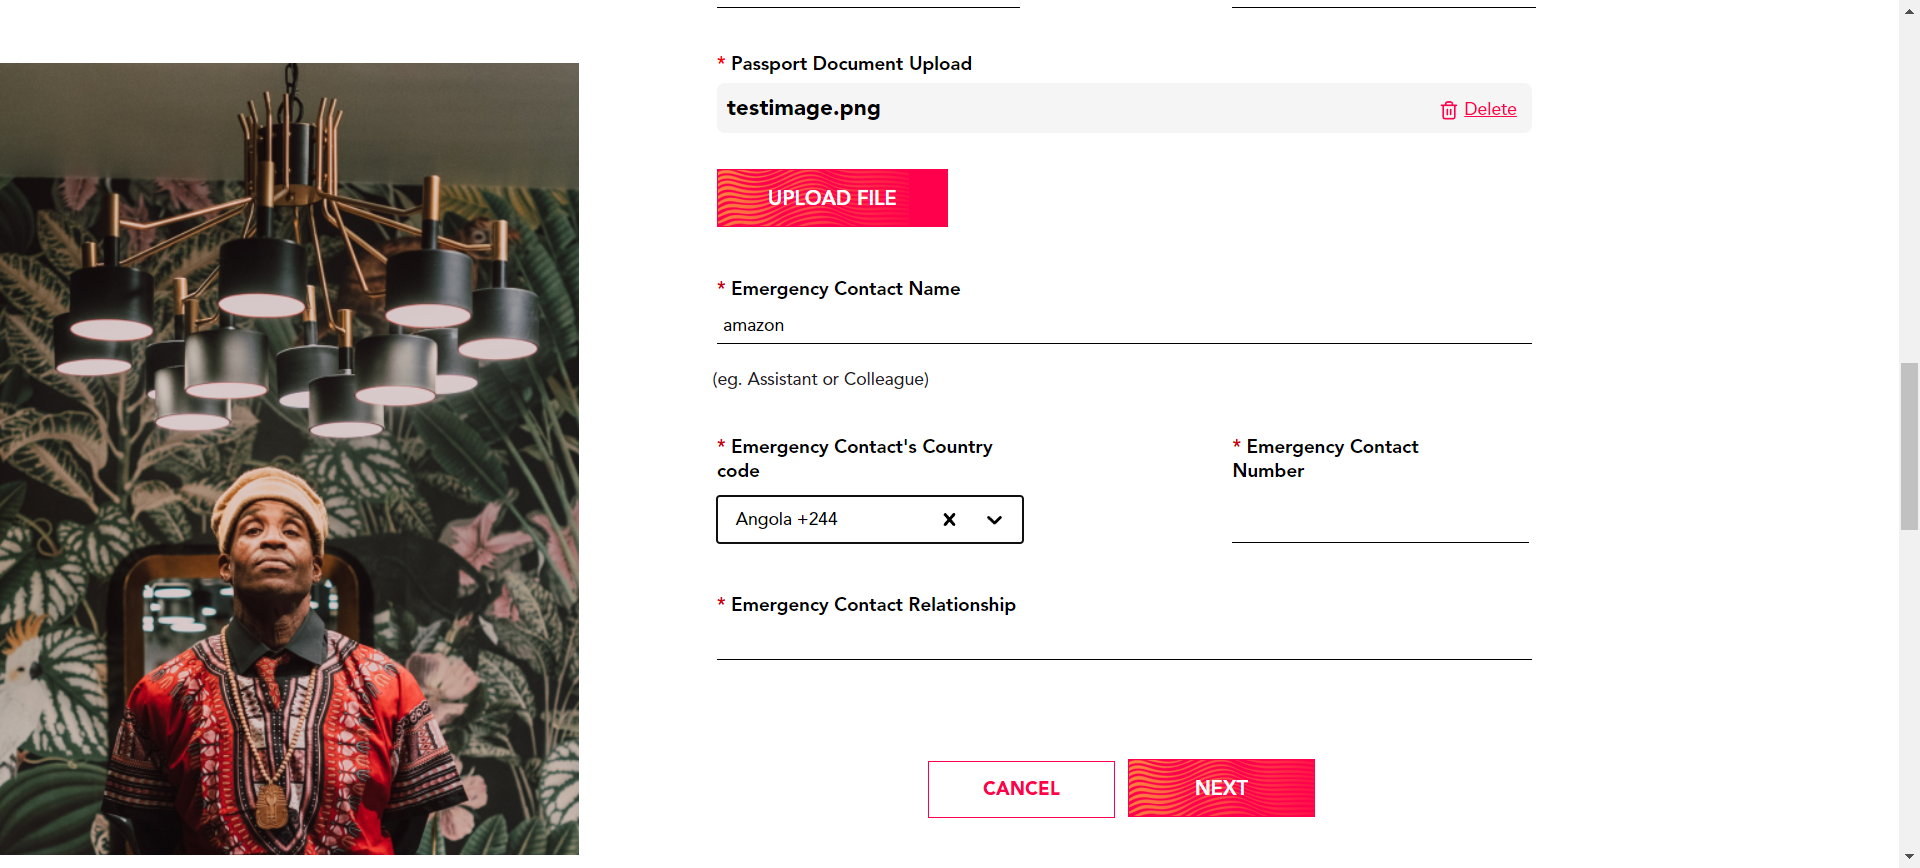 * Passport Document Upload
testimage.png
Delete
UPLOAD FILE
* Emergency Contact Name
amazon
(eg. Assistant or Colleague)
* Emergency Contact's Country
code
Angola +244
* Emergency Contact
Number
* Emergency Contact Relationship
CANCEL
NEXT